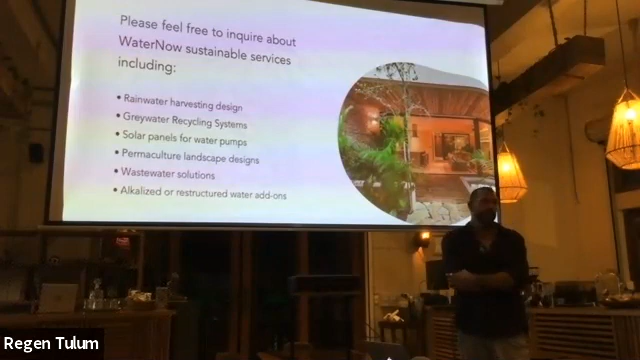 Please feel free to inquire about
WaterNow sustainable services
including:
• Rainwater harvesting design
• Greywater Recycling Systems
• Solar panels for water pumps
• Permaculture landscape designs
• Wastewater solutions
• Alkalized or restructured water add-ons
Regen Tulum